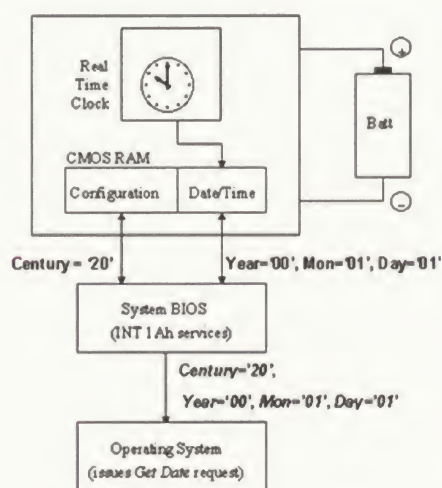 Real
Time
Clock
+
Batt
CMOS RAM
Configuration
Date/Time
-
Century = '20'
Year='00', Mon='01', Day='01'
System BIOS
(INT 1Ah services)
Century='20',
Year='00', Mon='01', Day='01'
Operating System
(issues Get Date request)